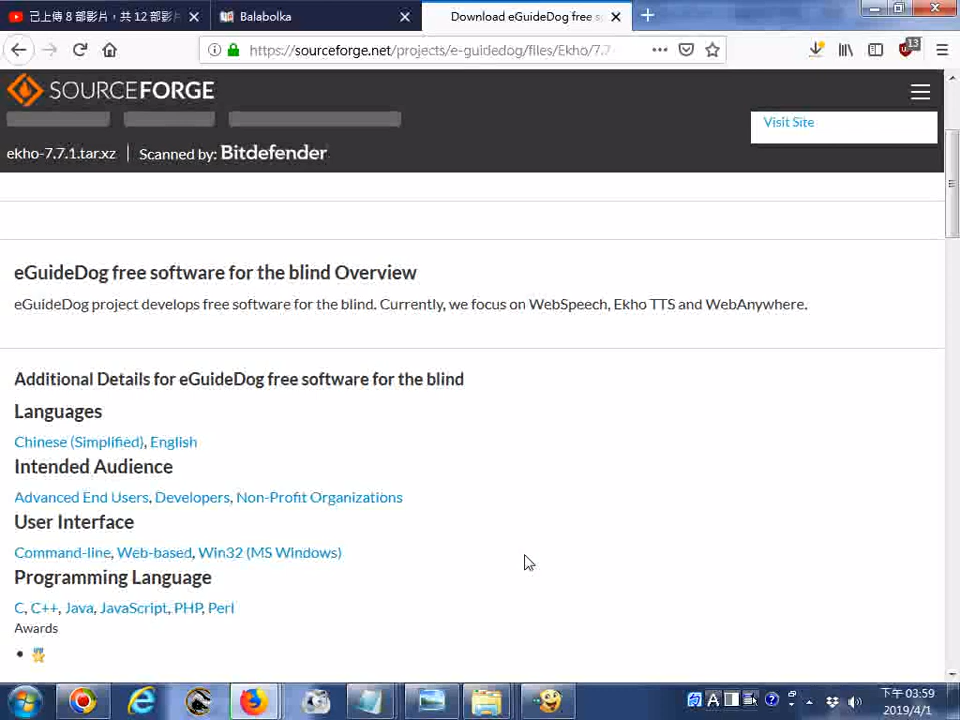 已上傳 8 部影片，共 12 部影片
Balabolka
Download eGuideDog free s
https://sourceforge.net/projects/e-guidedog/files/Ekho/7.7
13
SOURCEFORGE
Visit Site
ekho-7.7.1.tar.xz | Scanned by: Bitdefender
eGuideDog free software for the blind Overview
eGuideDog project develops free software for the blind. Currently, we focus on WebSpeech, Ekho TTS and WebAnywhere.
Additional Details for eGuideDog free software for the blind
Languages
Chinese (Simplified), English
Intended Audience
Advanced End Users, Developers, Non-Profit Organizations
User Interface
Command-line, Web-based, Win32 (MS Windows)
Programming Language
C, C++, Java, JavaScript, PHP, Perl
Awards
A
下午 03:59
2019/4/1